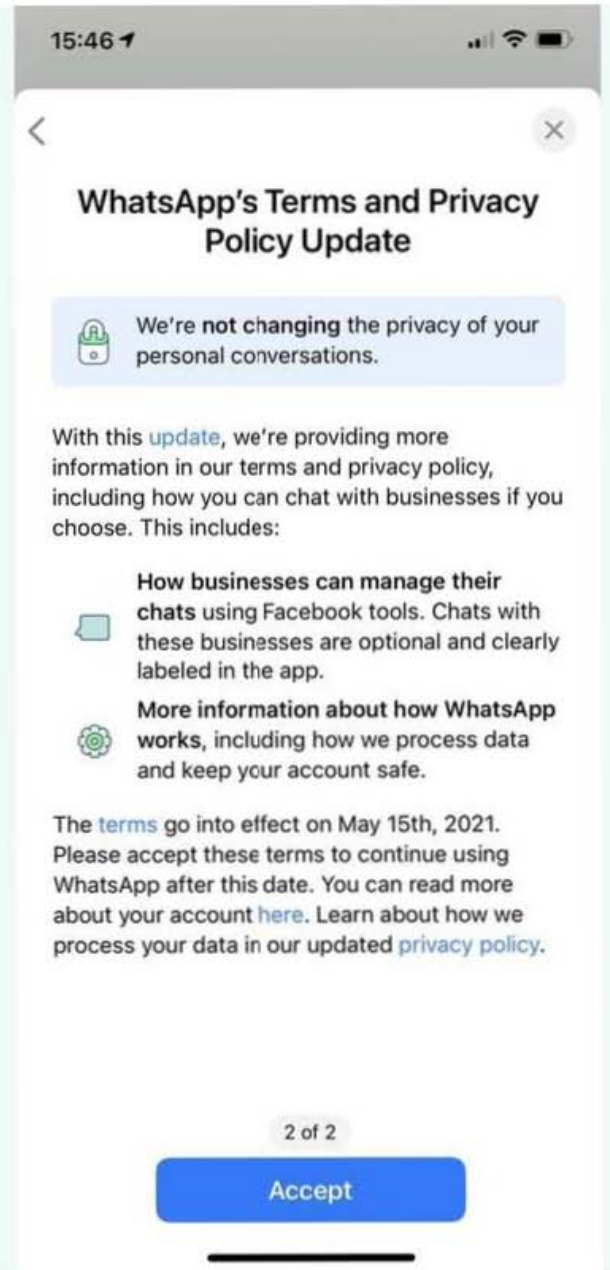 15:46
WhatsApp's Terms and Privacy
Policy Update
We're not changing the privacy of your
personal conversations.
With this update, we're providing more
information in our terms and privacy policy,
including how you can chat with businesses if you
choose. This includes:
How businesses can manage their
chats using Facebook tools. Chats with
these businesses are optional and clearly
labeled in the app.
More information about how WhatsApp
works, including how we process data
and keep your account safe.
The terms go into effect on May 15th, 2021.
Please accept these terms to continue using
WhatsApp after this date. You can read more
about your account here. Learn about how we
process your data in our updated privacy policy.
2 of 2
Accept